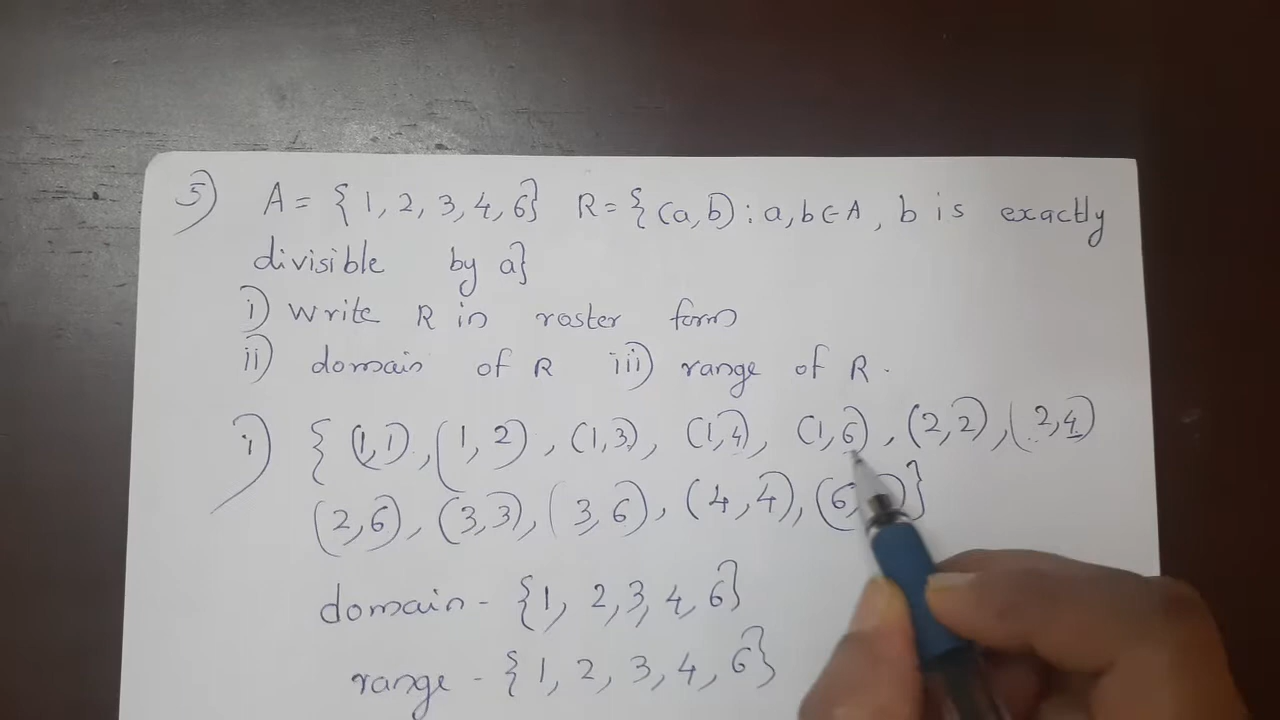 5) A = {1, 2, 3, 4, 6} R = {(a, b) : a, b ∈ A, b is exactly
divisible by a}
i) Write R in roster form
ii) domain of R iii) range of R.
i) {(1,1), (1, 2), (1,3), (1,4), (1,6), (2,2), (2,4)
(2,6), (3,3), (3,6), (4,4), (6, )}
domain - {1, 2, 3, 4, 6}
range - {1, 2, 3, 4, 6}